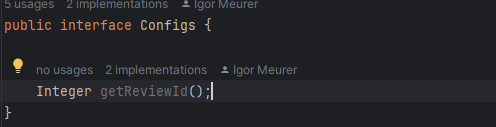 5 usages 2 implementations Igor Meurer
public interface Configs {
no usages 2 implementations Igor Meurer
Integer getReviewId();
}